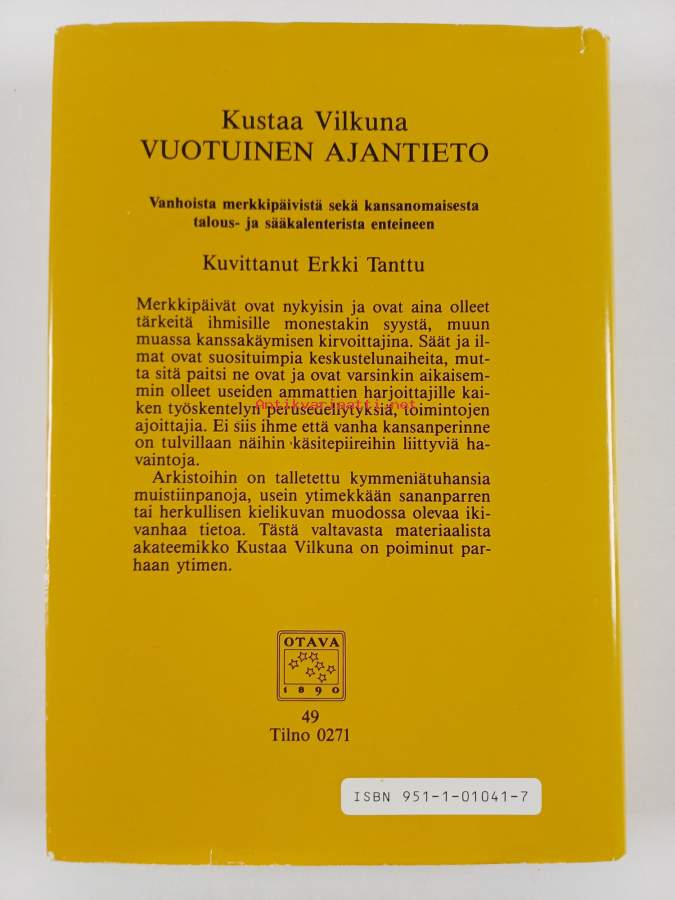 Kustaa Vilkuna
VUOTUINEN AJANTIETO
Vanhoista merkkipäivistä sekä kansanomaisesta
talous- ja sääkalenterista enteineen
Kuvittanut Erkki Tanttu
Merkkipäivät ovat nykyisin ja ovat aina olleet
tärkeitä ihmisille monestakin syystä, muun
muassa kanssakäymisen kirvoittajina. Säät ja il-
mat ovat suosituimpia keskustelunaiheita, mut-
ta sitä paitsi ne ovat ja ovat varsinkin aikaisem-
min olleet useiden ammattien harjoittajille kai-
ken työskentelyn perusedellytyksiä, toimintojen
Antikvariaatti.net
ajoittajia. Ei siis ihme että vanha kansanperinne
on tulvillaan näihin käsitepiireihin liittyviä ha-
vaintoja.
Arkistoihin on talletettu kymmeniätuhansia
muistiinpanoja, usein ytimekkään sananparren
tai herkullisen kielikuvan muodossa olevaa iki-
vanhaa tietoa. Tästä valtavasta materiaalista
akateemikko Kustaa Vilkuna on poiminut par-
haan ytimen.
OTAVA
1890
49
Tilno 0271
ISBN 951-1-01041-7